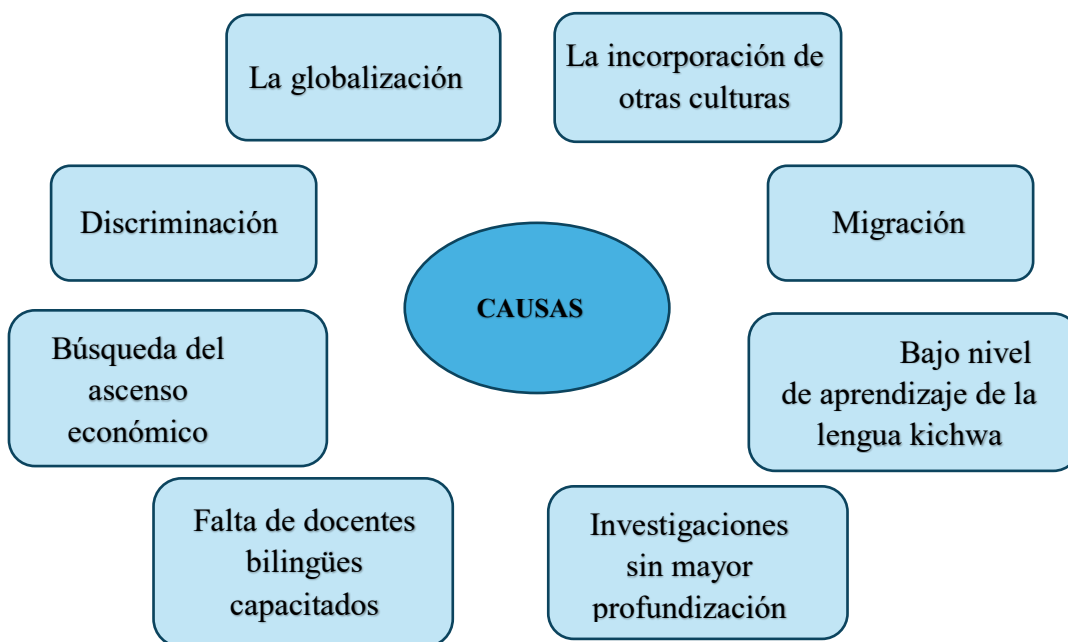 La globalización
La incorporación de
otras culturas
Discriminación
Migración
CAUSAS
Búsqueda del
ascenso
económico
Bajo nivel
de aprendizaje de la
lengua kichwa
Falta de docentes
bilingües
capacitados
Investigaciones
sin mayor
profundización